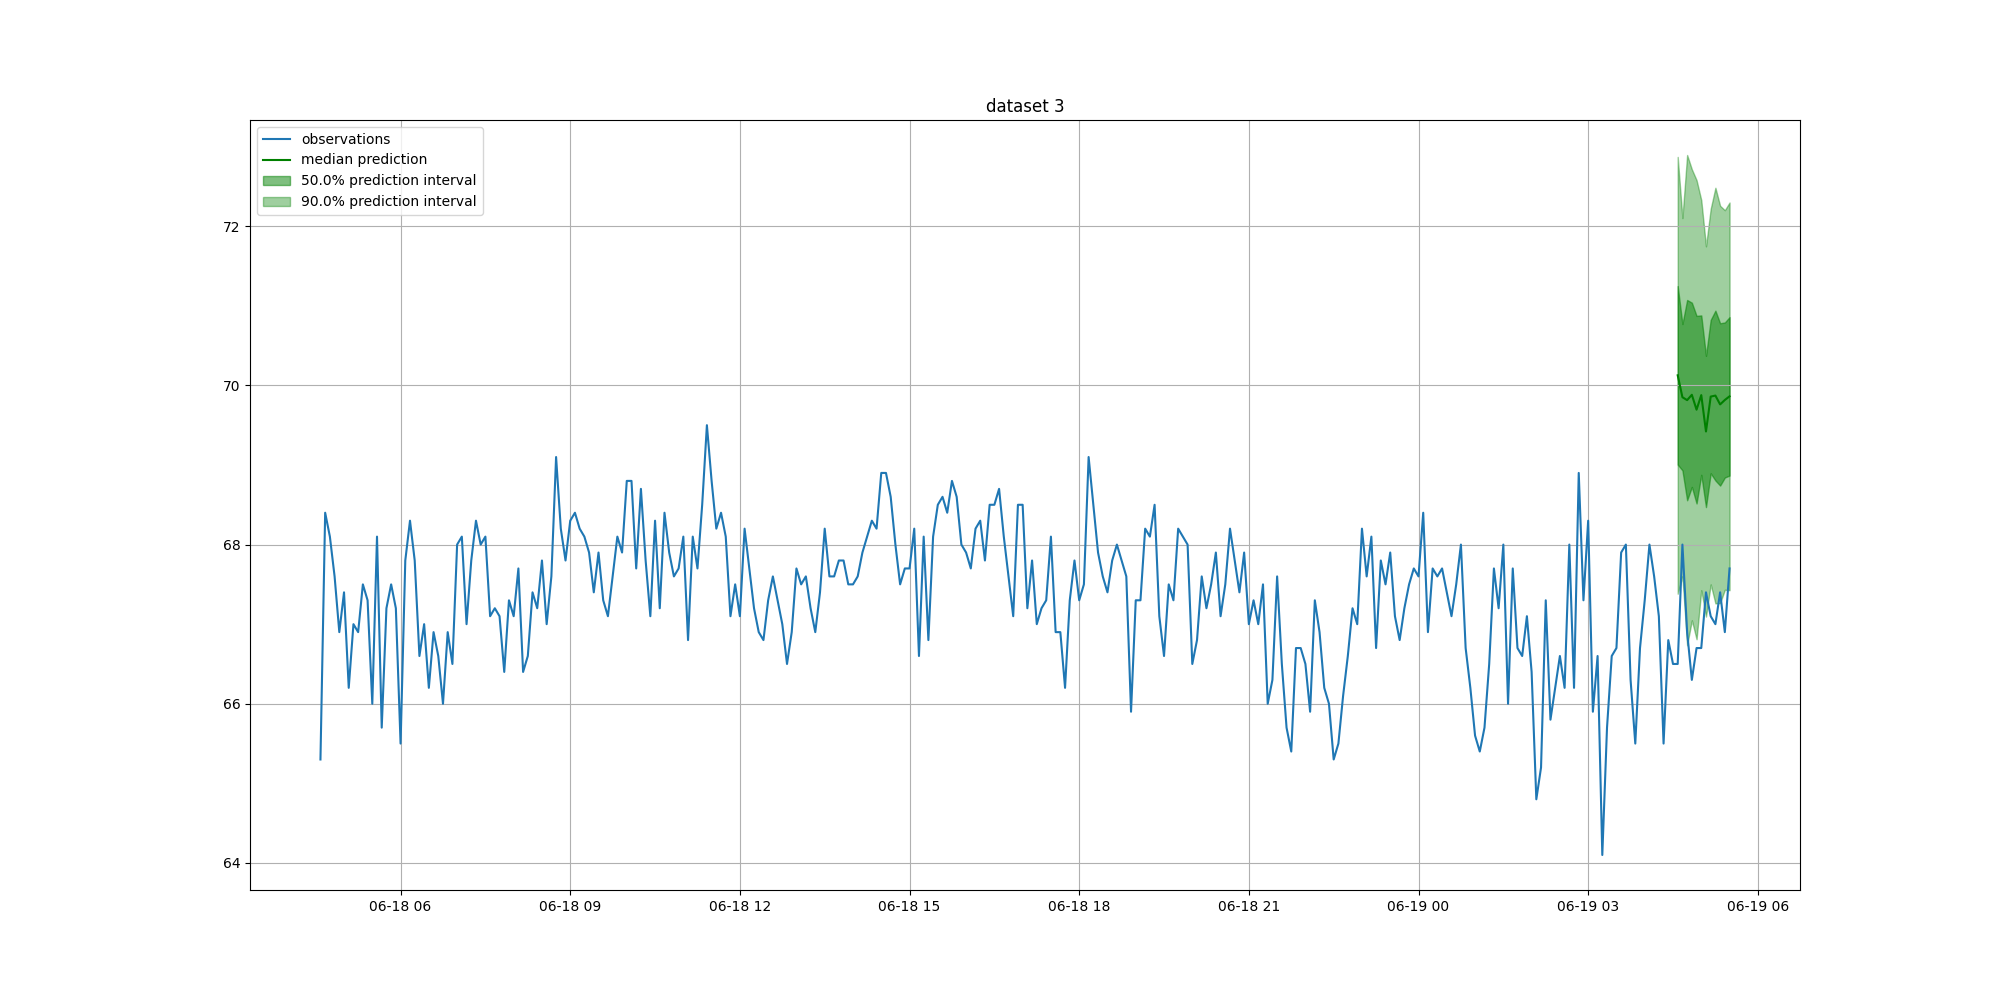 dataset 3
observations
median prediction
50.0% prediction interval
90.0% prediction interval
72
70
68
66
64
06-18 06
06-18 09
06-18 12
06-18 15
06-18 18
06-18 21
06-19 00
06-19 03
06-19 06